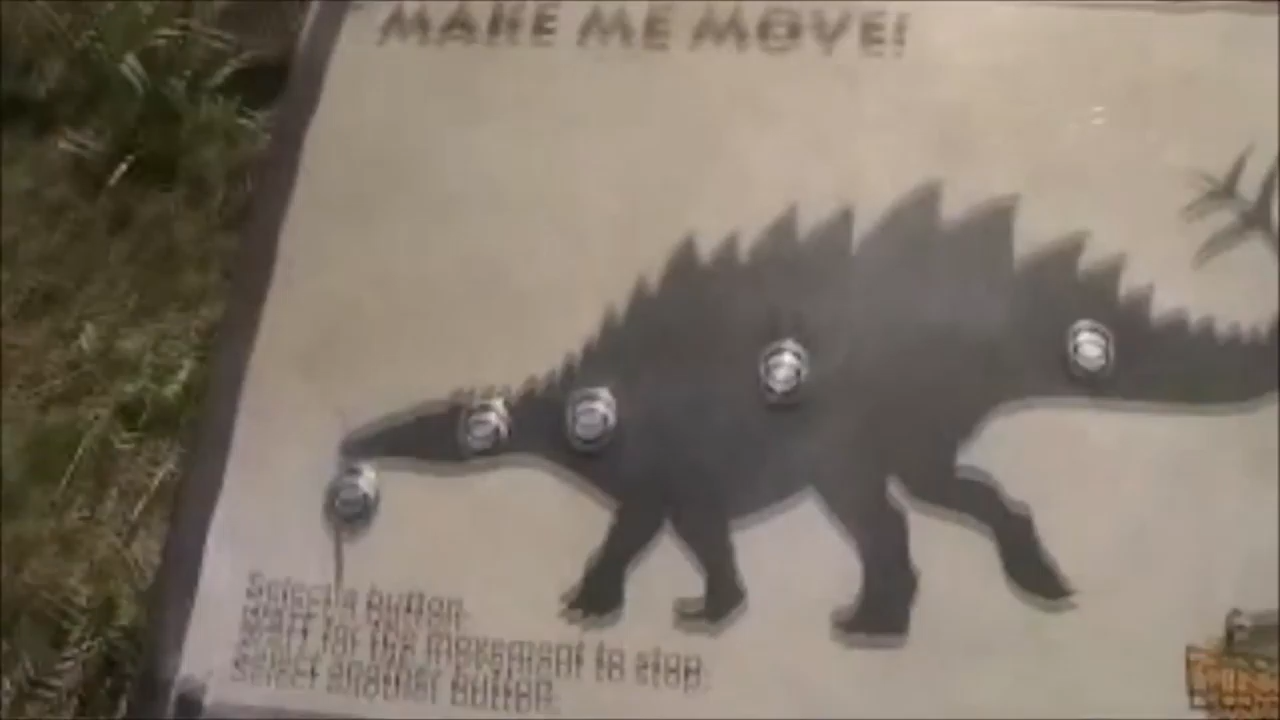 MAKE ME MOVE!
Select a button.
Wait for the movement to stop.
Select another button.